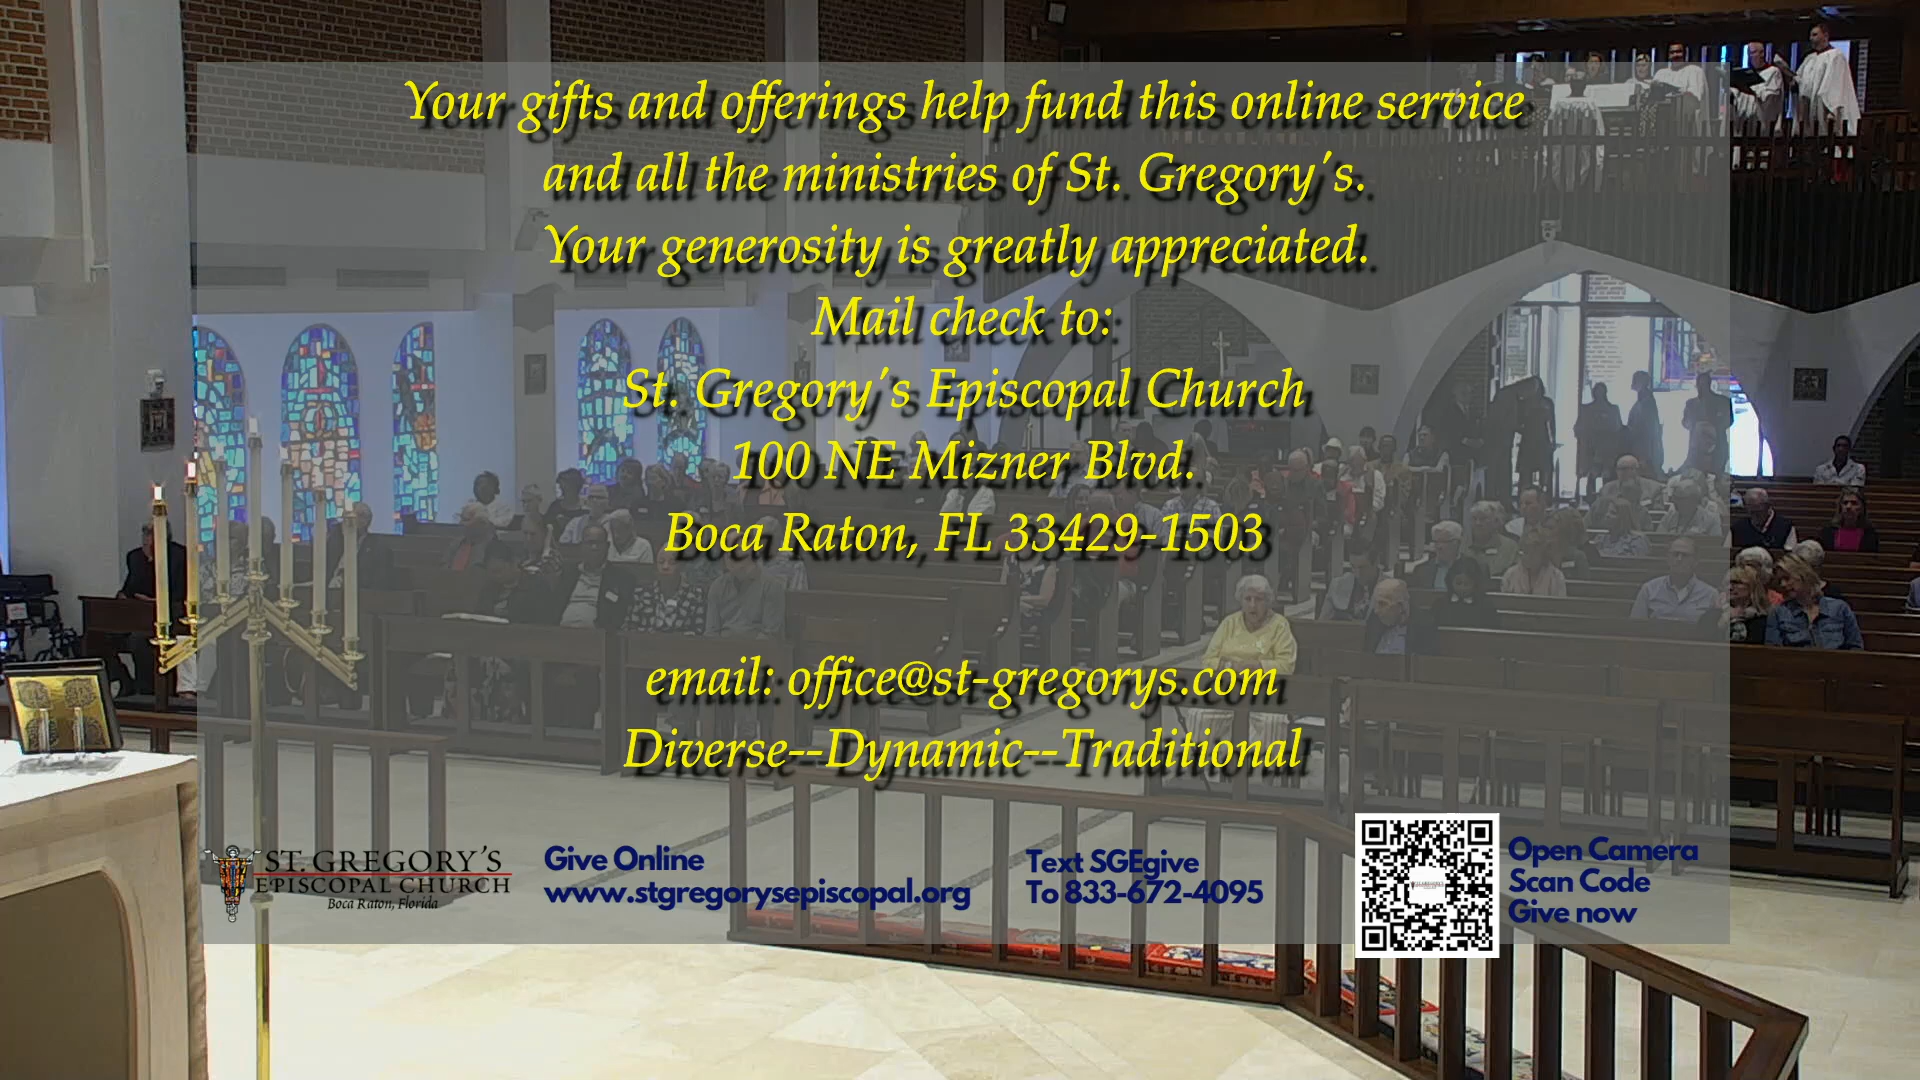 Your gifts and offerings help fund this online service
and all the ministries of St. Gregory's.
Your generosity is greatly appreciated.
Mail check to:
St. Gregory's Episcopal Church
100 NE Mizner Blvd.
Boca Raton, FL 33429-1503
email: office@st-gregorys.com
Diverse--Dynamic--Traditional
ST. GREGORY'S
EPISCOPAL CHURCH
Boca Raton, Florida
Give Online
www.stgregorysepiscopal.org
Text SGEgive
To 833-672-4095
Open Camera
Scan Code
Give now